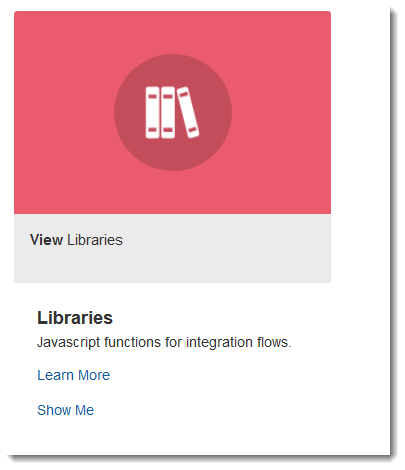 View Libraries
Libraries
Javascript functions for integration flows.
Learn More
Show Me